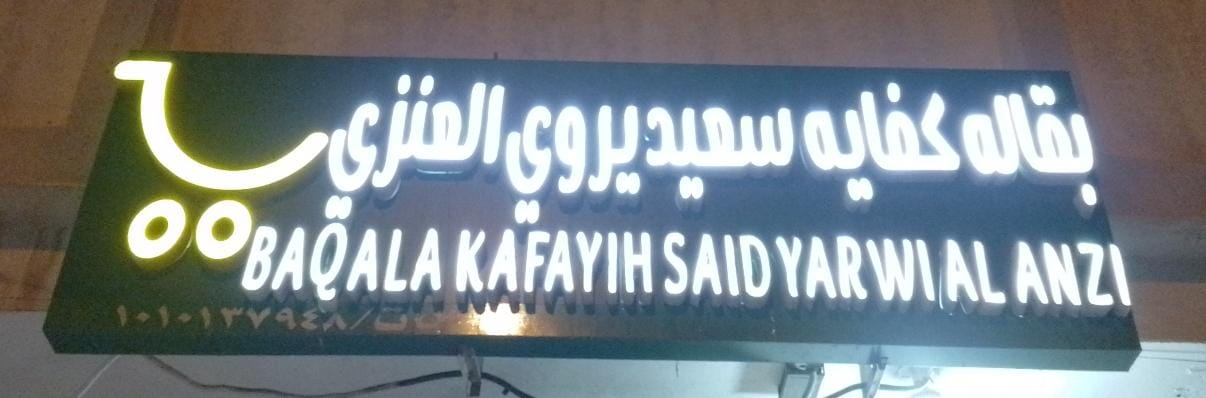 بقاله كفايه سعيد يروي العنزي
BAQALA KAFAYIH SAID YARWI AL ANZI
١٠١٠١٣٧٩٤٨